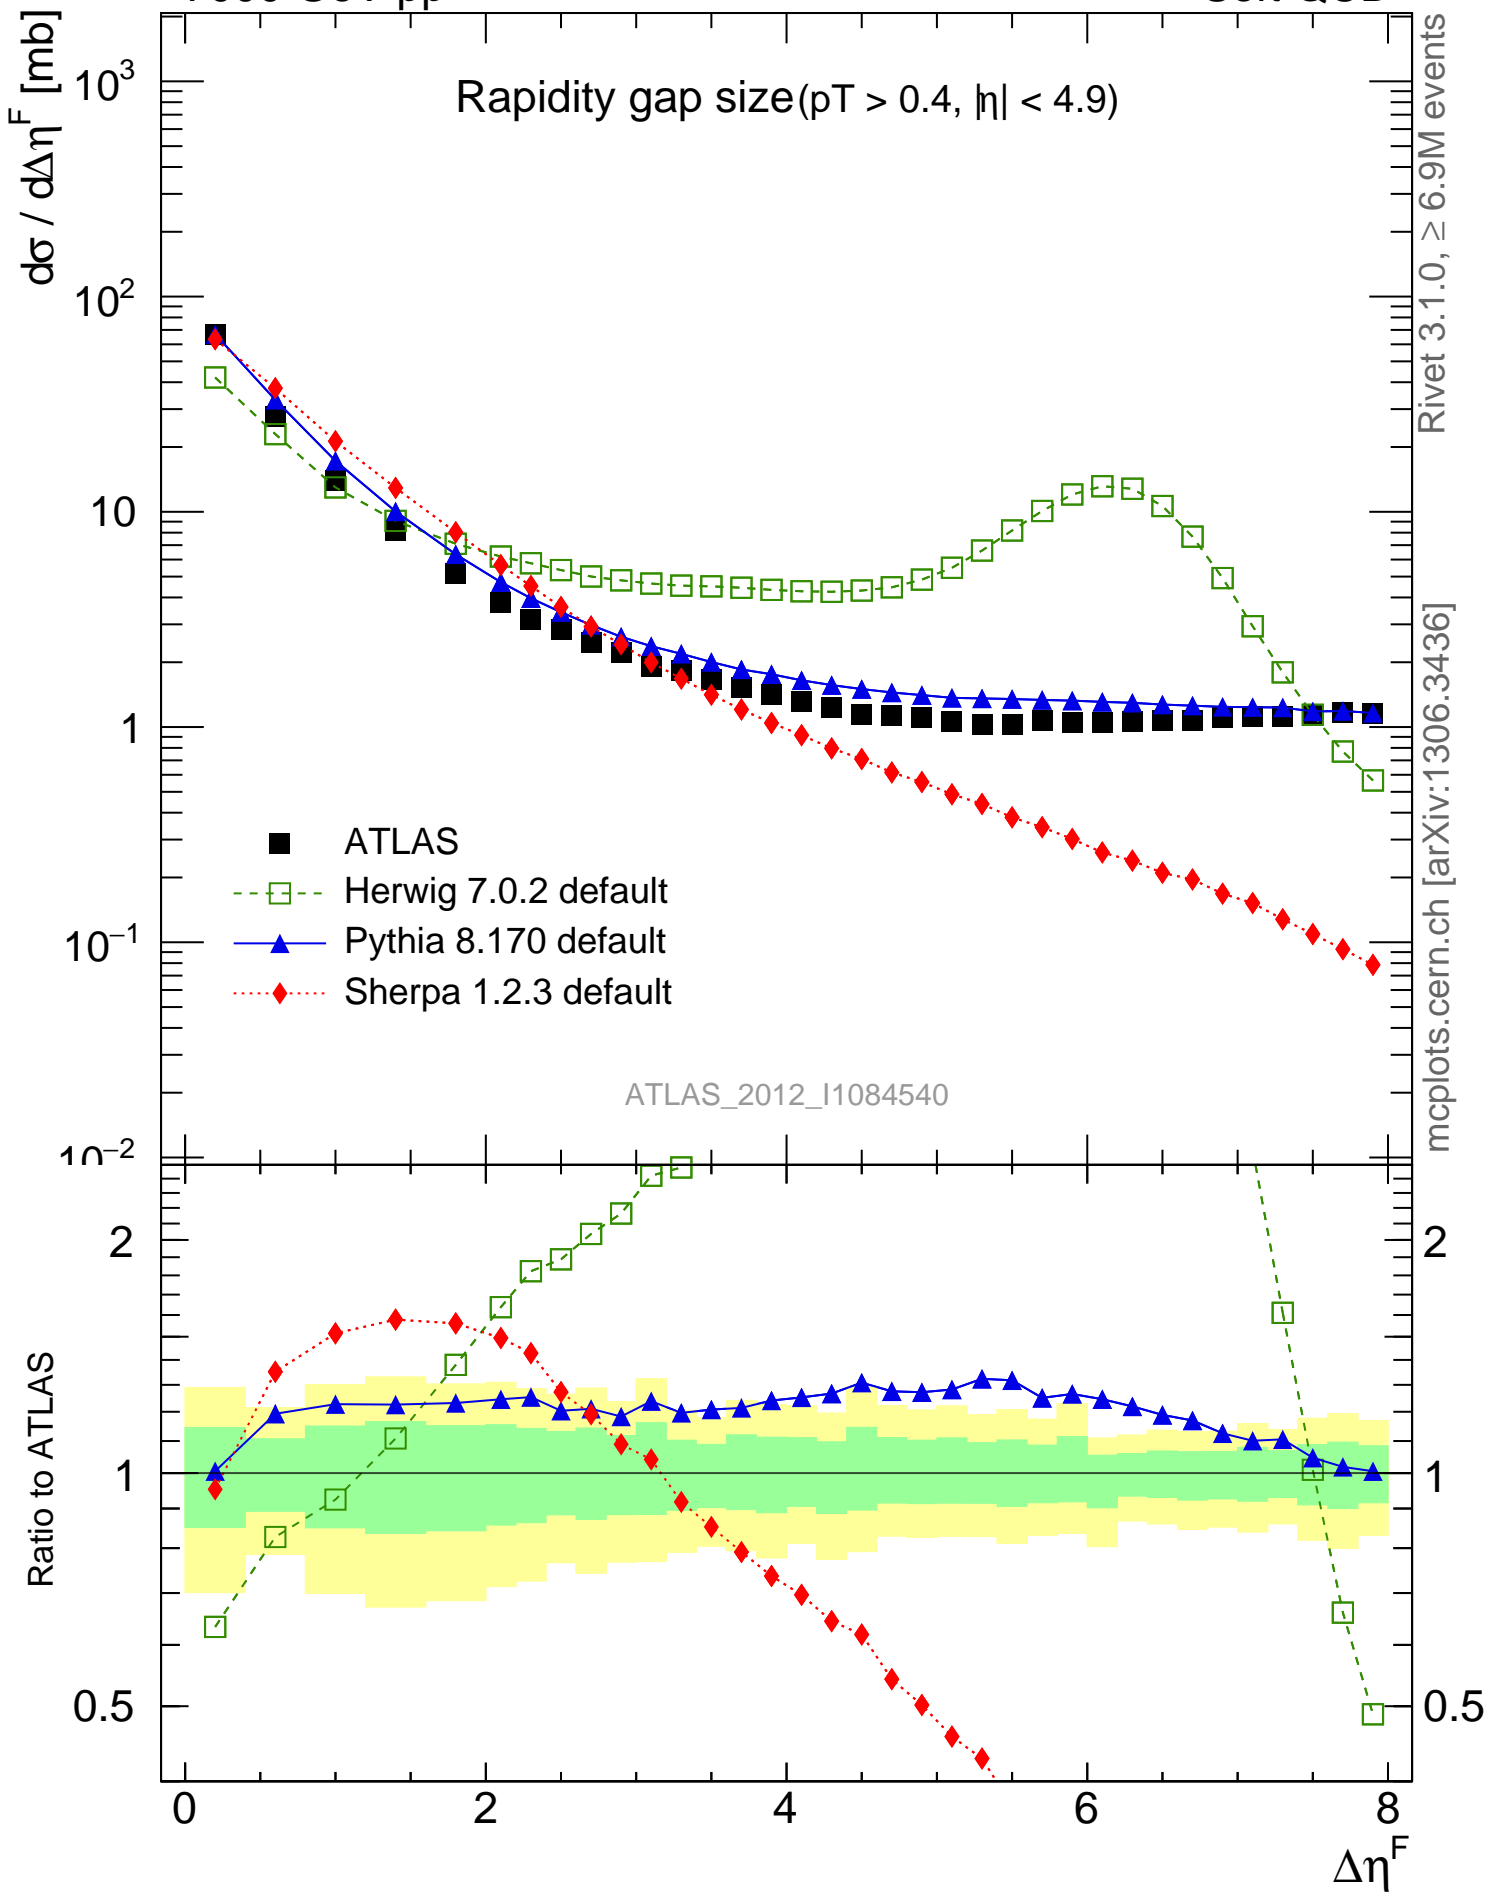 dσ / dΔη^F [mb]
Rapidity gap size (pT > 0.4, |η| < 4.9)
10^3
10^2
10
1
10^−1
10^−2
ATLAS
Herwig 7.0.2 default
Pythia 8.170 default
Sherpa 1.2.3 default
ATLAS_2012_I1084540
Rivet 3.1.0, ≥ 6.9M events
mcplots.cern.ch [arXiv:1306.3436]
Ratio to ATLAS
2
1
0.5
2
1
0.5
0 2 4 6 8
Δη^F